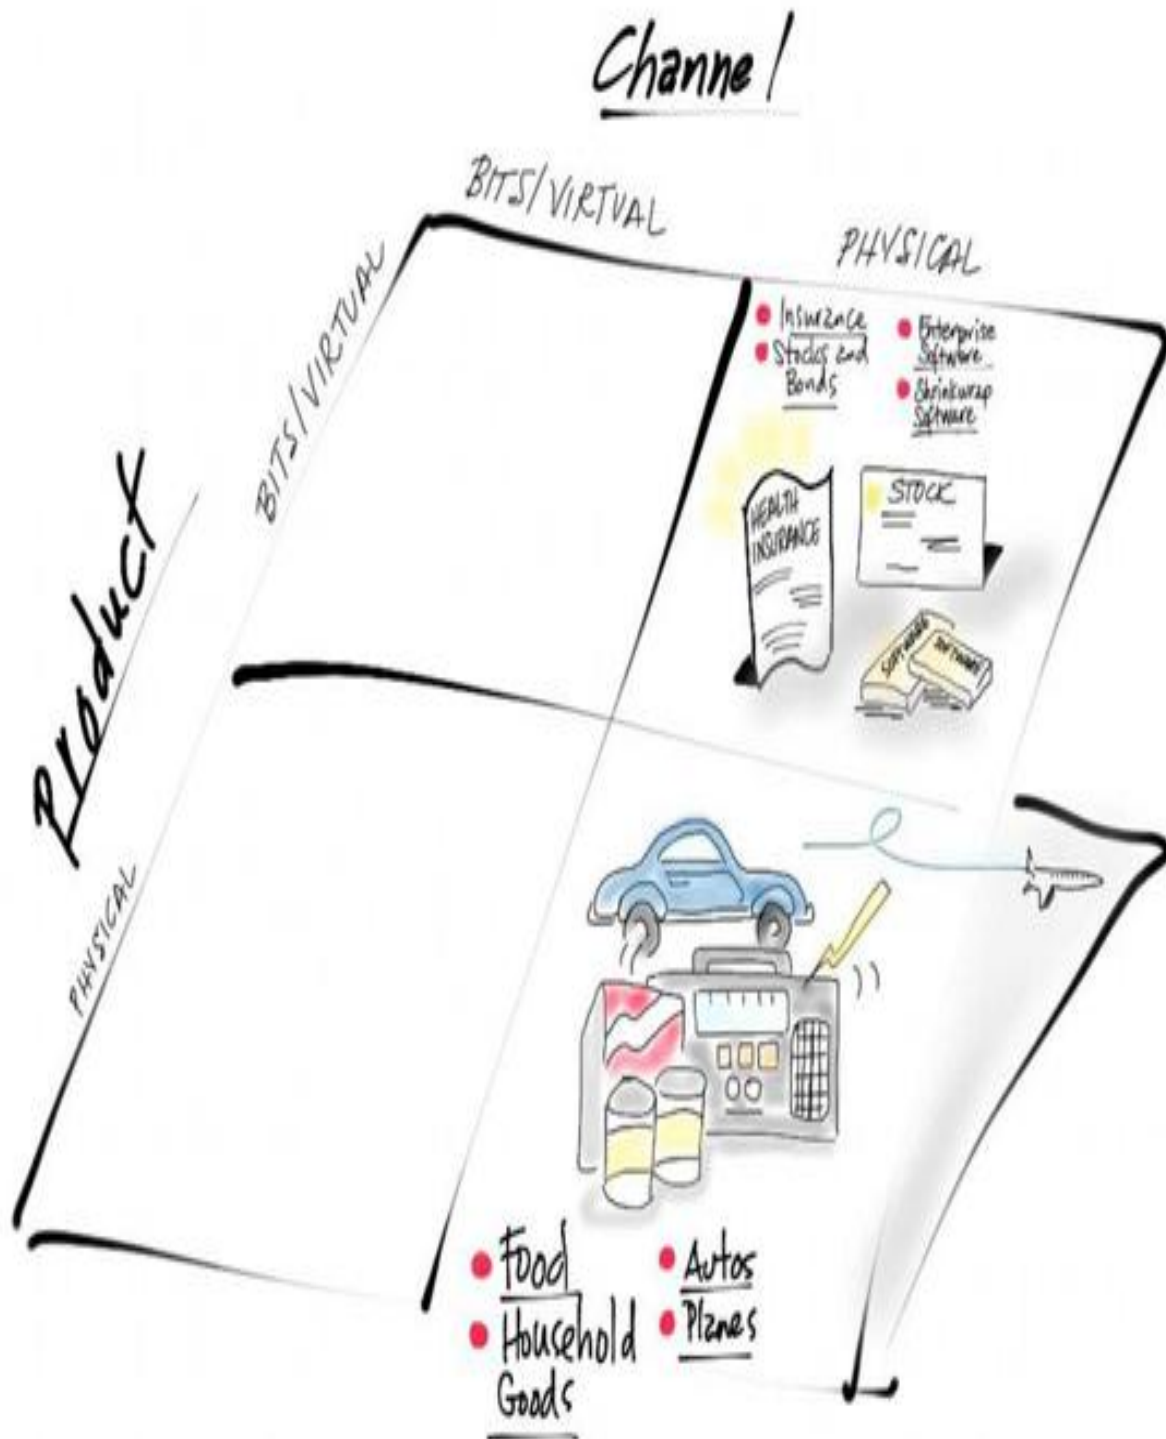 Channel
BITS/VIRTUAL
PHYSICAL
Product
BITS/VIRTUAL
PHYSICAL
Insurance
Stocks and
Bonds
Enterprise
Software
Shrinkwrap
Software
HEALTH
INSURANCE
STOCK
SOFTWARE
SOFTWARE
Food
Household
Goods
Autos
Planes